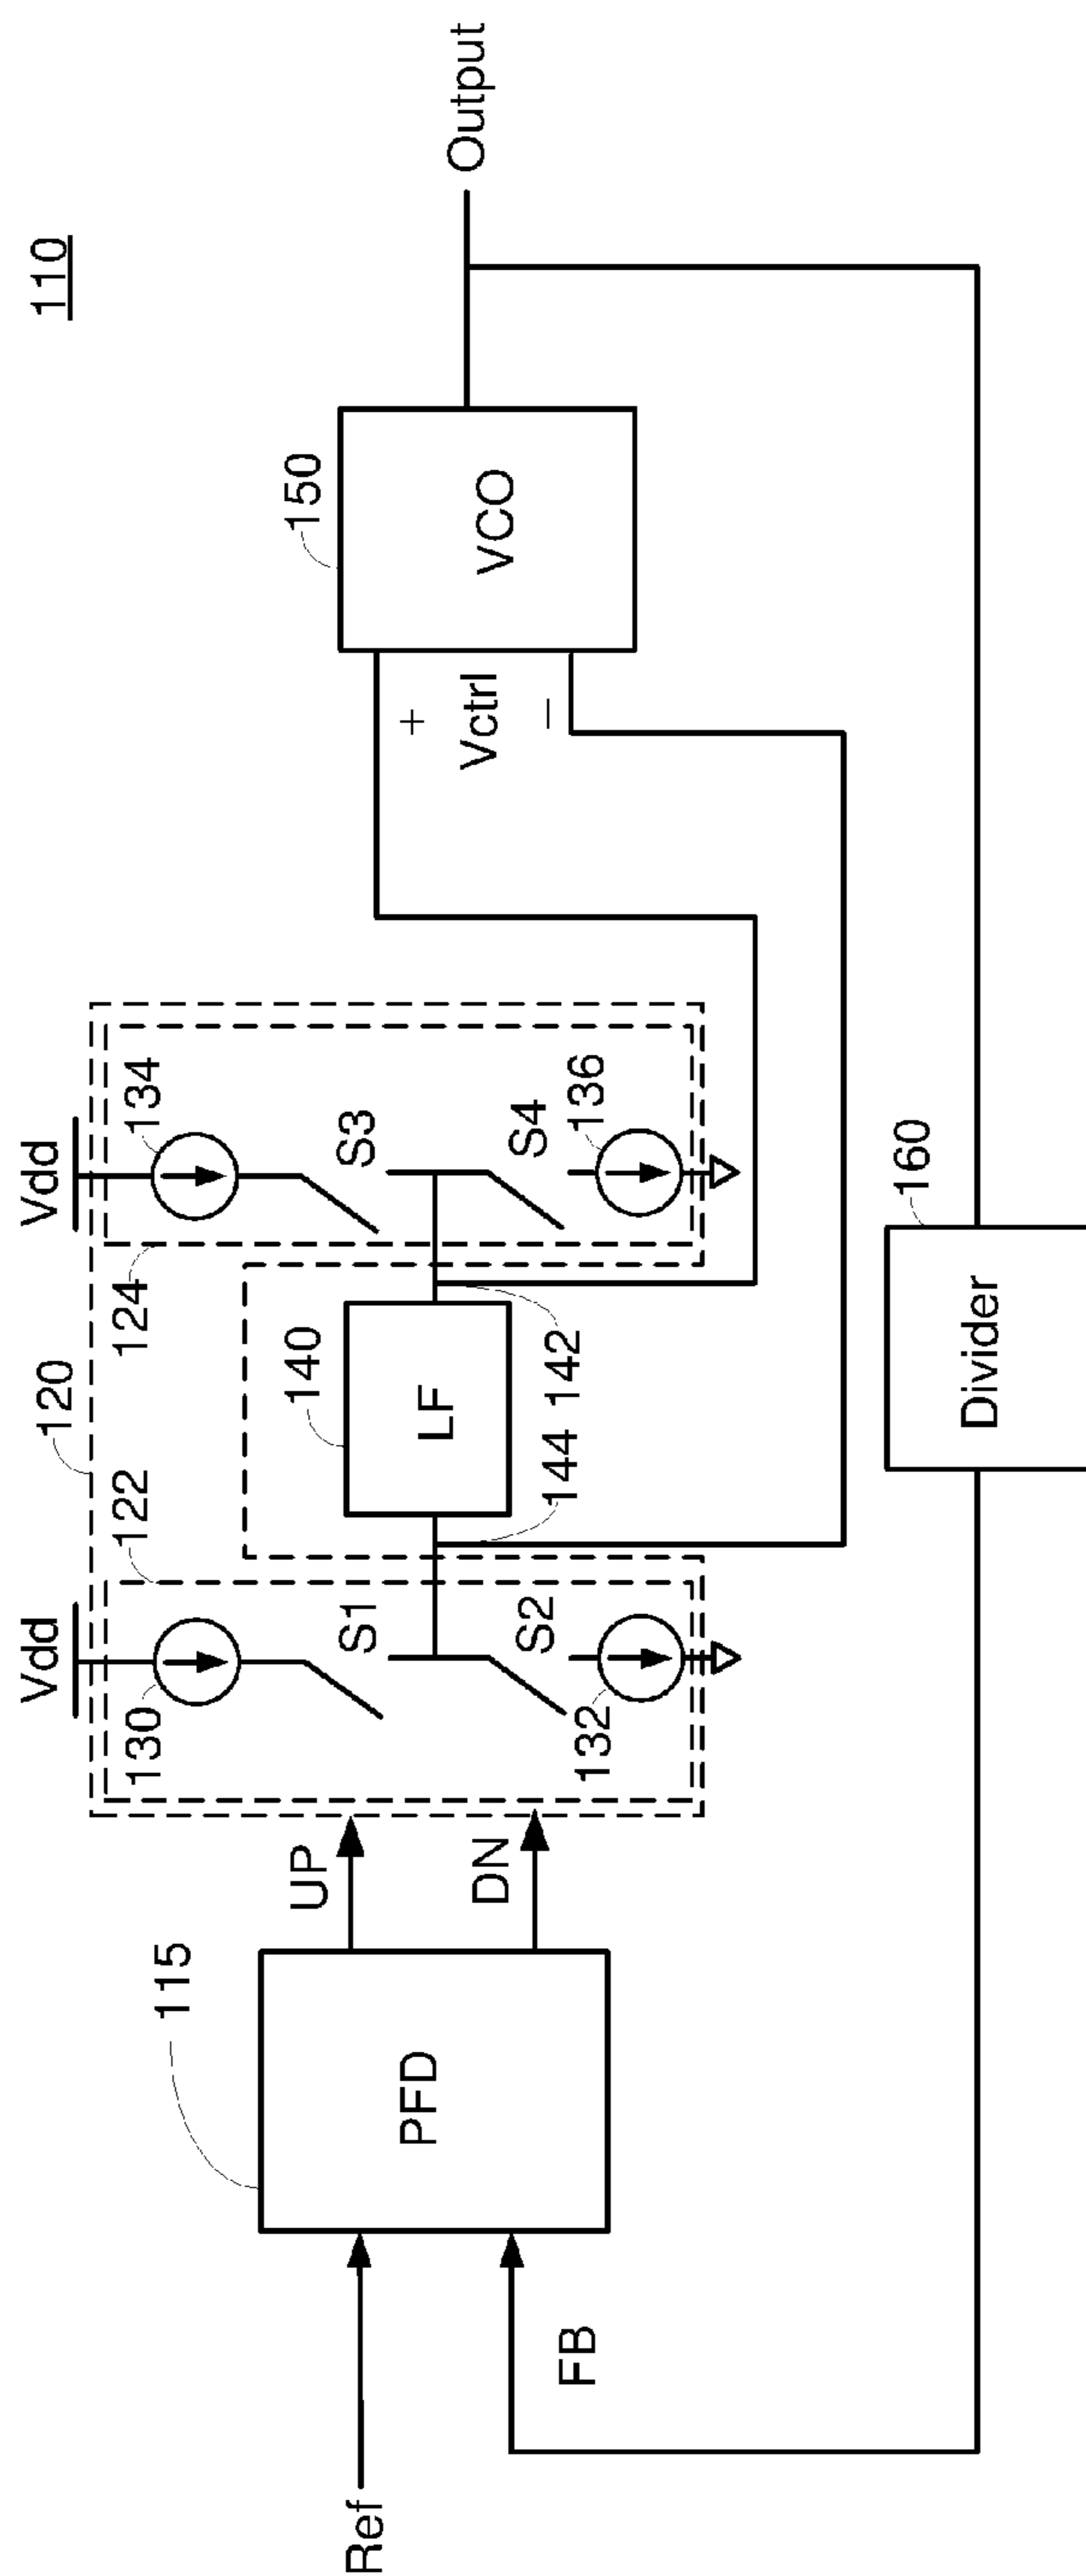 110
Vdd
Vdd
120
122
124
130
134
115
140
150
UP
S1
LF
S3
Ref
PFD
+
Vctrl
−
VCO
Output
DN
S2
S4
FB
132
144
142
136
160
Divider